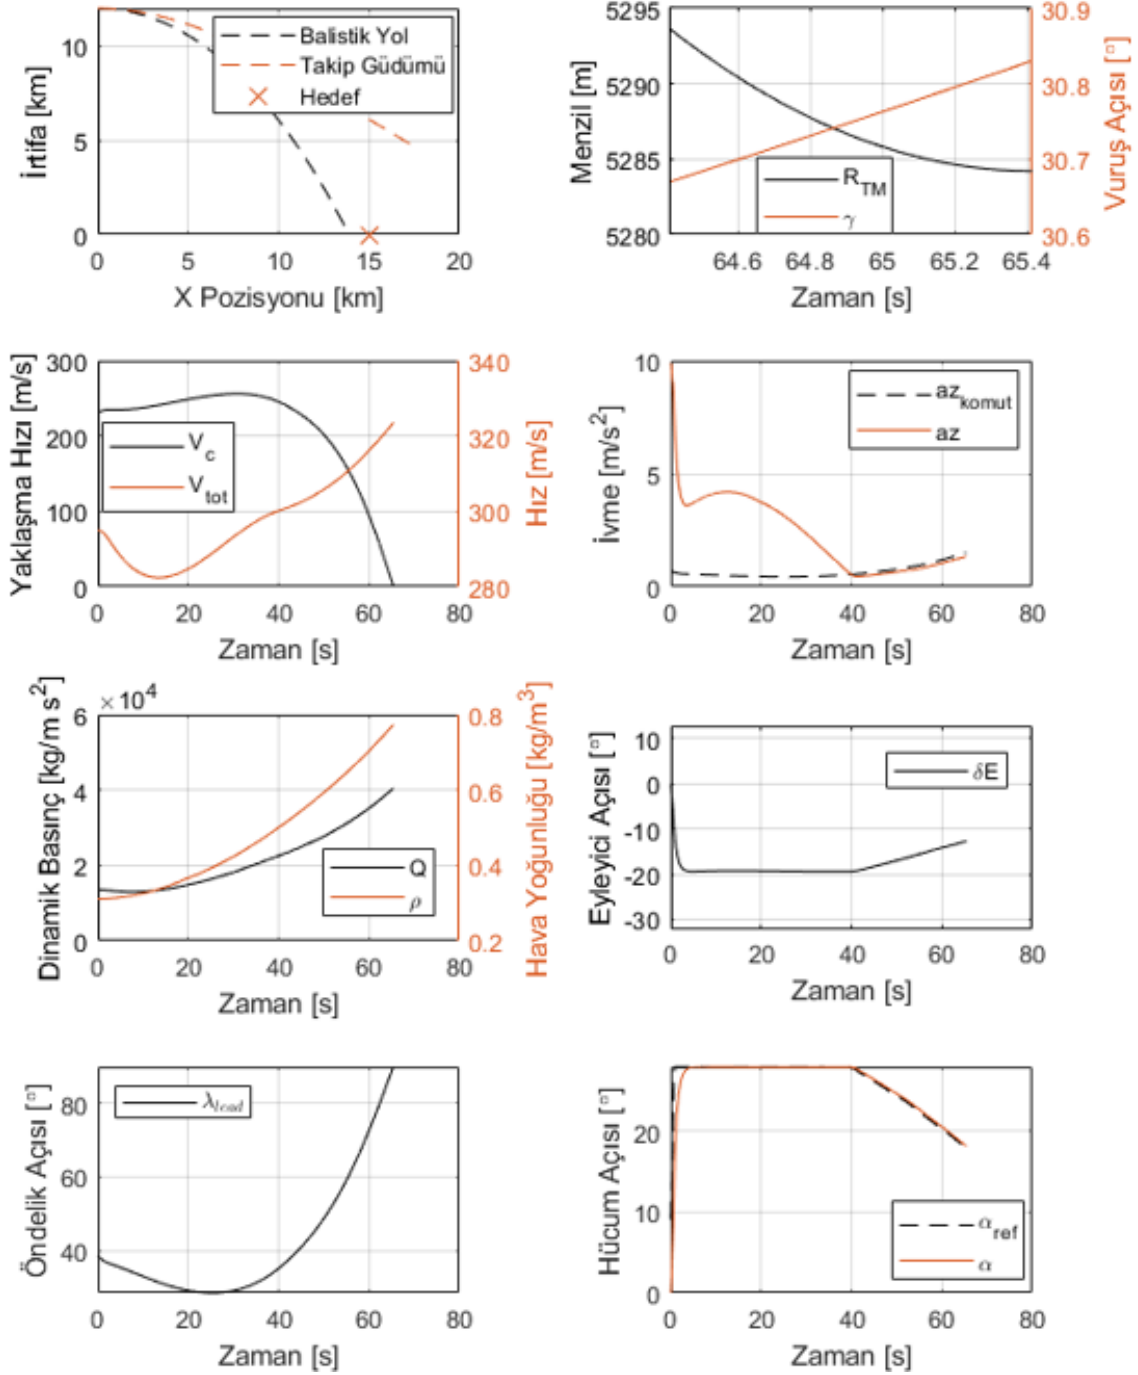 10
5
0
İrtifa [km]
Balistik Yol
Takip Güdümü
Hedef
0 5 10 15 20
X Pozisyonu [km]
5295
5290
5285
5280
Menzil [m]
R_TM
γ
30.9
30.8
30.7
30.6
Vuruş Açısı [°]
64.6 64.8 65 65.2 65.4
Zaman [s]
300
200
100
0
Yaklaşma Hızı [m/s]
V_c
V_tot
340
320
300
280
Hız [m/s]
0 20 40 60 80
Zaman [s]
10
5
0
İvme [m/s²]
az_komut
az
0 20 40 60 80
Zaman [s]
× 10⁴
6
4
2
0
Dinamik Basınç [kg/m s²]
Q
ρ
0.8
0.6
0.4
0.2
Hava Yoğunluğu [kg/m³]
0 20 40 60 80
Zaman [s]
10
0
-10
-20
-30
Eyleyici Açısı [°]
δE
0 20 40 60 80
Zaman [s]
80
60
40
Öndelik Açısı [°]
λ_lead
0 20 40 60 80
Zaman [s]
20
10
0
Hücum Açısı [°]
α_ref
α
0 20 40 60 80
Zaman [s]